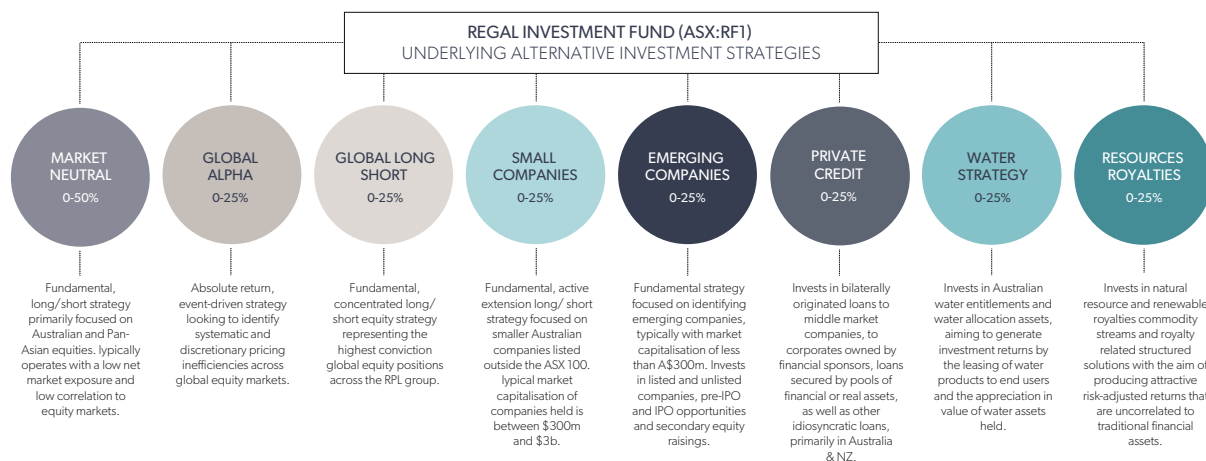 REGAL INVESTMENT FUND (ASX:RF1)
UNDERLYING ALTERNATIVE INVESTMENT STRATEGIES
MARKET
NEUTRAL
0-50%
Fundamental,
long/short strategy
primarily focused on
Australian and Pan-
Asian equities. Typically
operates with a low net
market exposure and
low correlation to
equity markets.
GLOBAL
ALPHA
0-25%
Absolute return,
event-driven strategy
looking to identify
systematic and
discretionary pricing
inefficiencies across
global equity markets.
GLOBAL LONG
SHORT
0-25%
Fundamental,
concentrated long/
short equity strategy
representing the
highest conviction
global equity positions
across the RPL group.
SMALL
COMPANIES
0-25%
Fundamental, active
extension long/ short
strategy focused on
smaller Australian
companies listed
outside the ASX 100.
Typical market
capitalisation of
companies held is
between $300m
and $3b.
EMERGING
COMPANIES
0-25%
Fundamental strategy
focused on identifying
emerging companies,
typically with market
capitalisation of less
than A$300m. Invests
in listed and unlisted
companies, pre-IPO
and IPO opportunities
and secondary equity
raisings.
PRIVATE
CREDIT
0-25%
Invests in bilaterally
originated loans to
middle market
companies, to
corporates owned by
financial sponsors, loans
secured by pools of
financial or real assets,
as well as other
idiosyncratic loans,
primarily in Australia
& NZ.
WATER
STRATEGY
0-25%
Invests in Australian
water entitlements and
water allocation assets,
aiming to generate
investment returns by
the leasing of water
products to end users
and the appreciation in
value of water assets
held.
RESOURCES
ROYALTIES
0-25%
Invests in natural
resource and renewable
royalties commodity
streams and royalty
related structured
solutions with the aim of
producing attractive
risk-adjusted returns that
are uncorrelated to
traditional financial
assets.